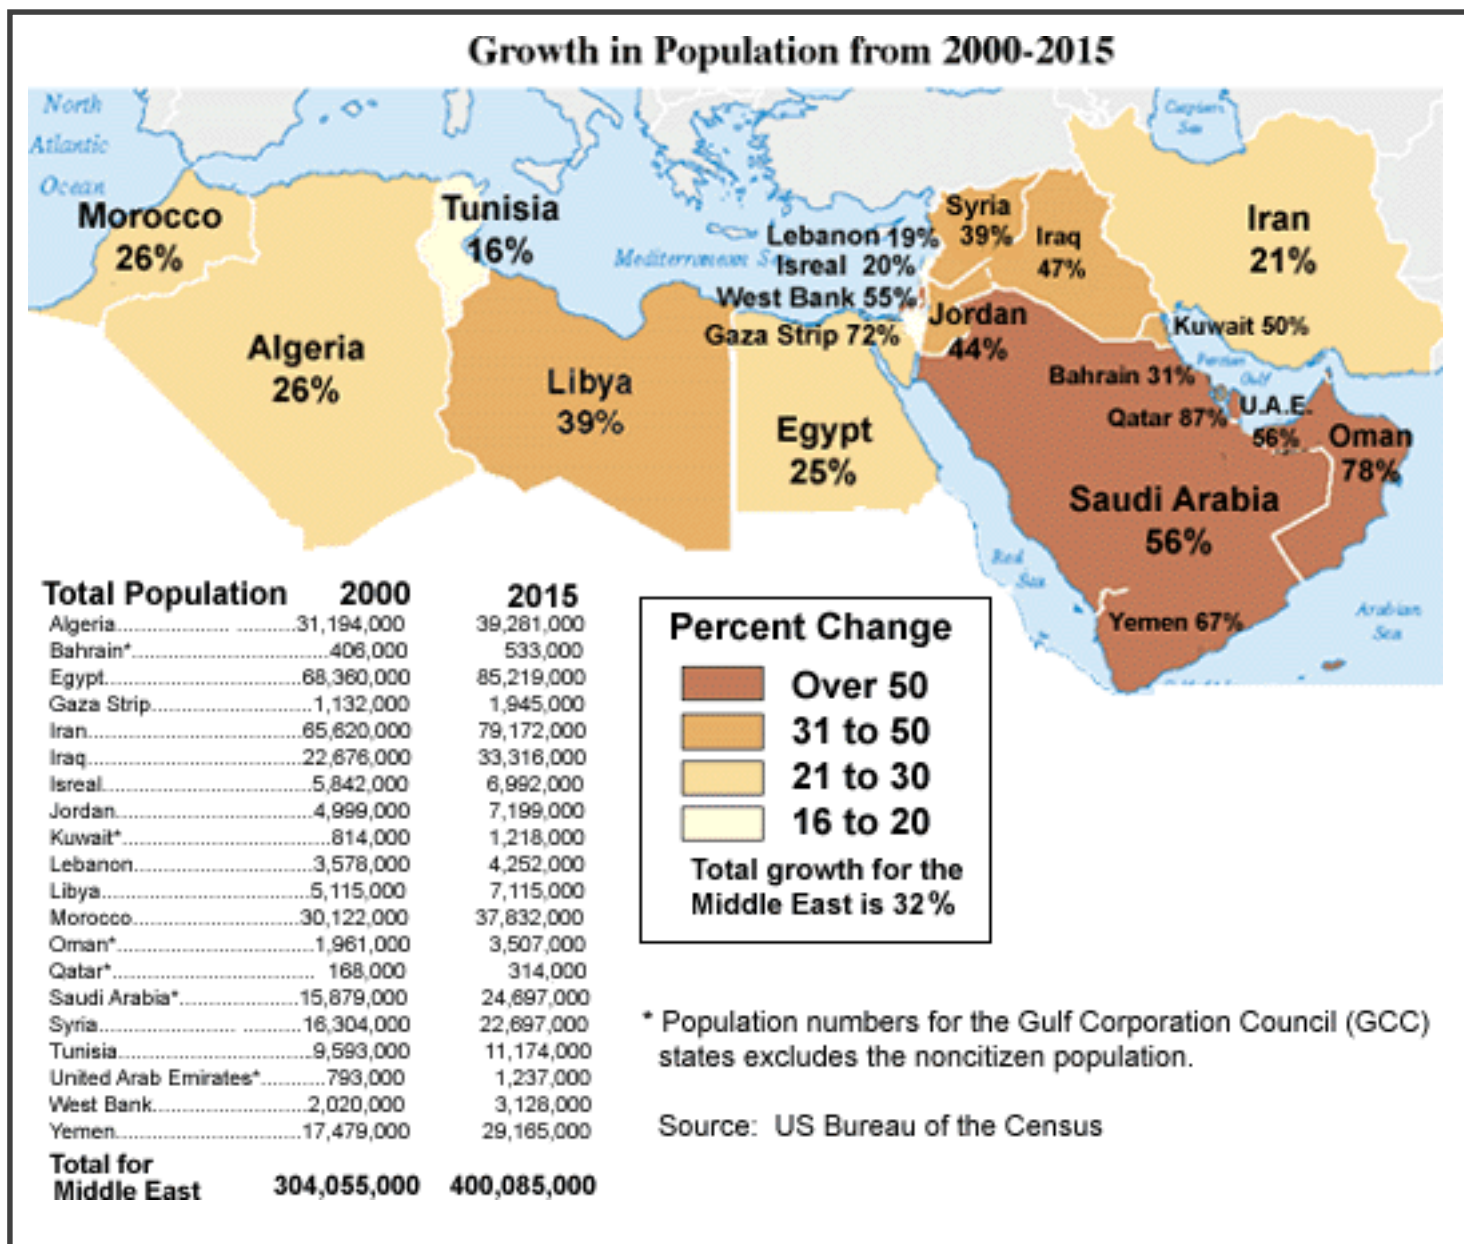 Growth in Population from 2000-2015
North
Atlantic
Ocean
Caspian
Sea
Morocco
26%
Tunisia
16%
Mediterranean Sea
Lebanon 19%
Isreal 20%
West Bank 55%
Gaza Strip 72%
Syria
39%
Iraq
47%
Iran
21%
Jordan
44%
Kuwait 50%
Algeria
26%
Libya
39%
Egypt
25%
Persian
Gulf
Bahrain 31%
Qatar 87%
U.A.E.
56%
Oman
78%
Saudi Arabia
56%
Red
Sea
Yemen 67%
Arabian
Sea
Total Population 2000 2015
Algeria.................... ..........31,194,000 39,281,000
Bahrain*.................................406,000 533,000
Egypt.................................68,360,000 85,219,000
Gaza Strip...........................1,132,000 1,945,000
Iran....................................65,620,000 79,172,000
Iraq....................................22,676,000 33,316,000
Isreal...................................5,842,000 6,992,000
Jordan.................................4,999,000 7,199,000
Kuwait*..................................814,000 1,218,000
Lebanon..............................3,578,000 4,252,000
Libya...................................5,115,000 7,115,000
Morocco............................30,122,000 37,832,000
Oman*.................................1,961,000 3,507,000
Qatar*.................................. 168,000 314,000
Saudi Arabia*....................15,879,000 24,697,000
Syria....................... ..........16,304,000 22,697,000
Tunisia................................9,593,000 11,174,000
United Arab Emirates*...........793,000 1,237,000
West Bank..........................2,020,000 3,128,000
Yemen...............................17,479,000 29,165,000
Total for
Middle East 304,055,000 400,085,000
Percent Change
Over 50
31 to 50
21 to 30
16 to 20
Total growth for the
Middle East is 32%
* Population numbers for the Gulf Corporation Council (GCC)
states excludes the noncitizen population.
Source: US Bureau of the Census